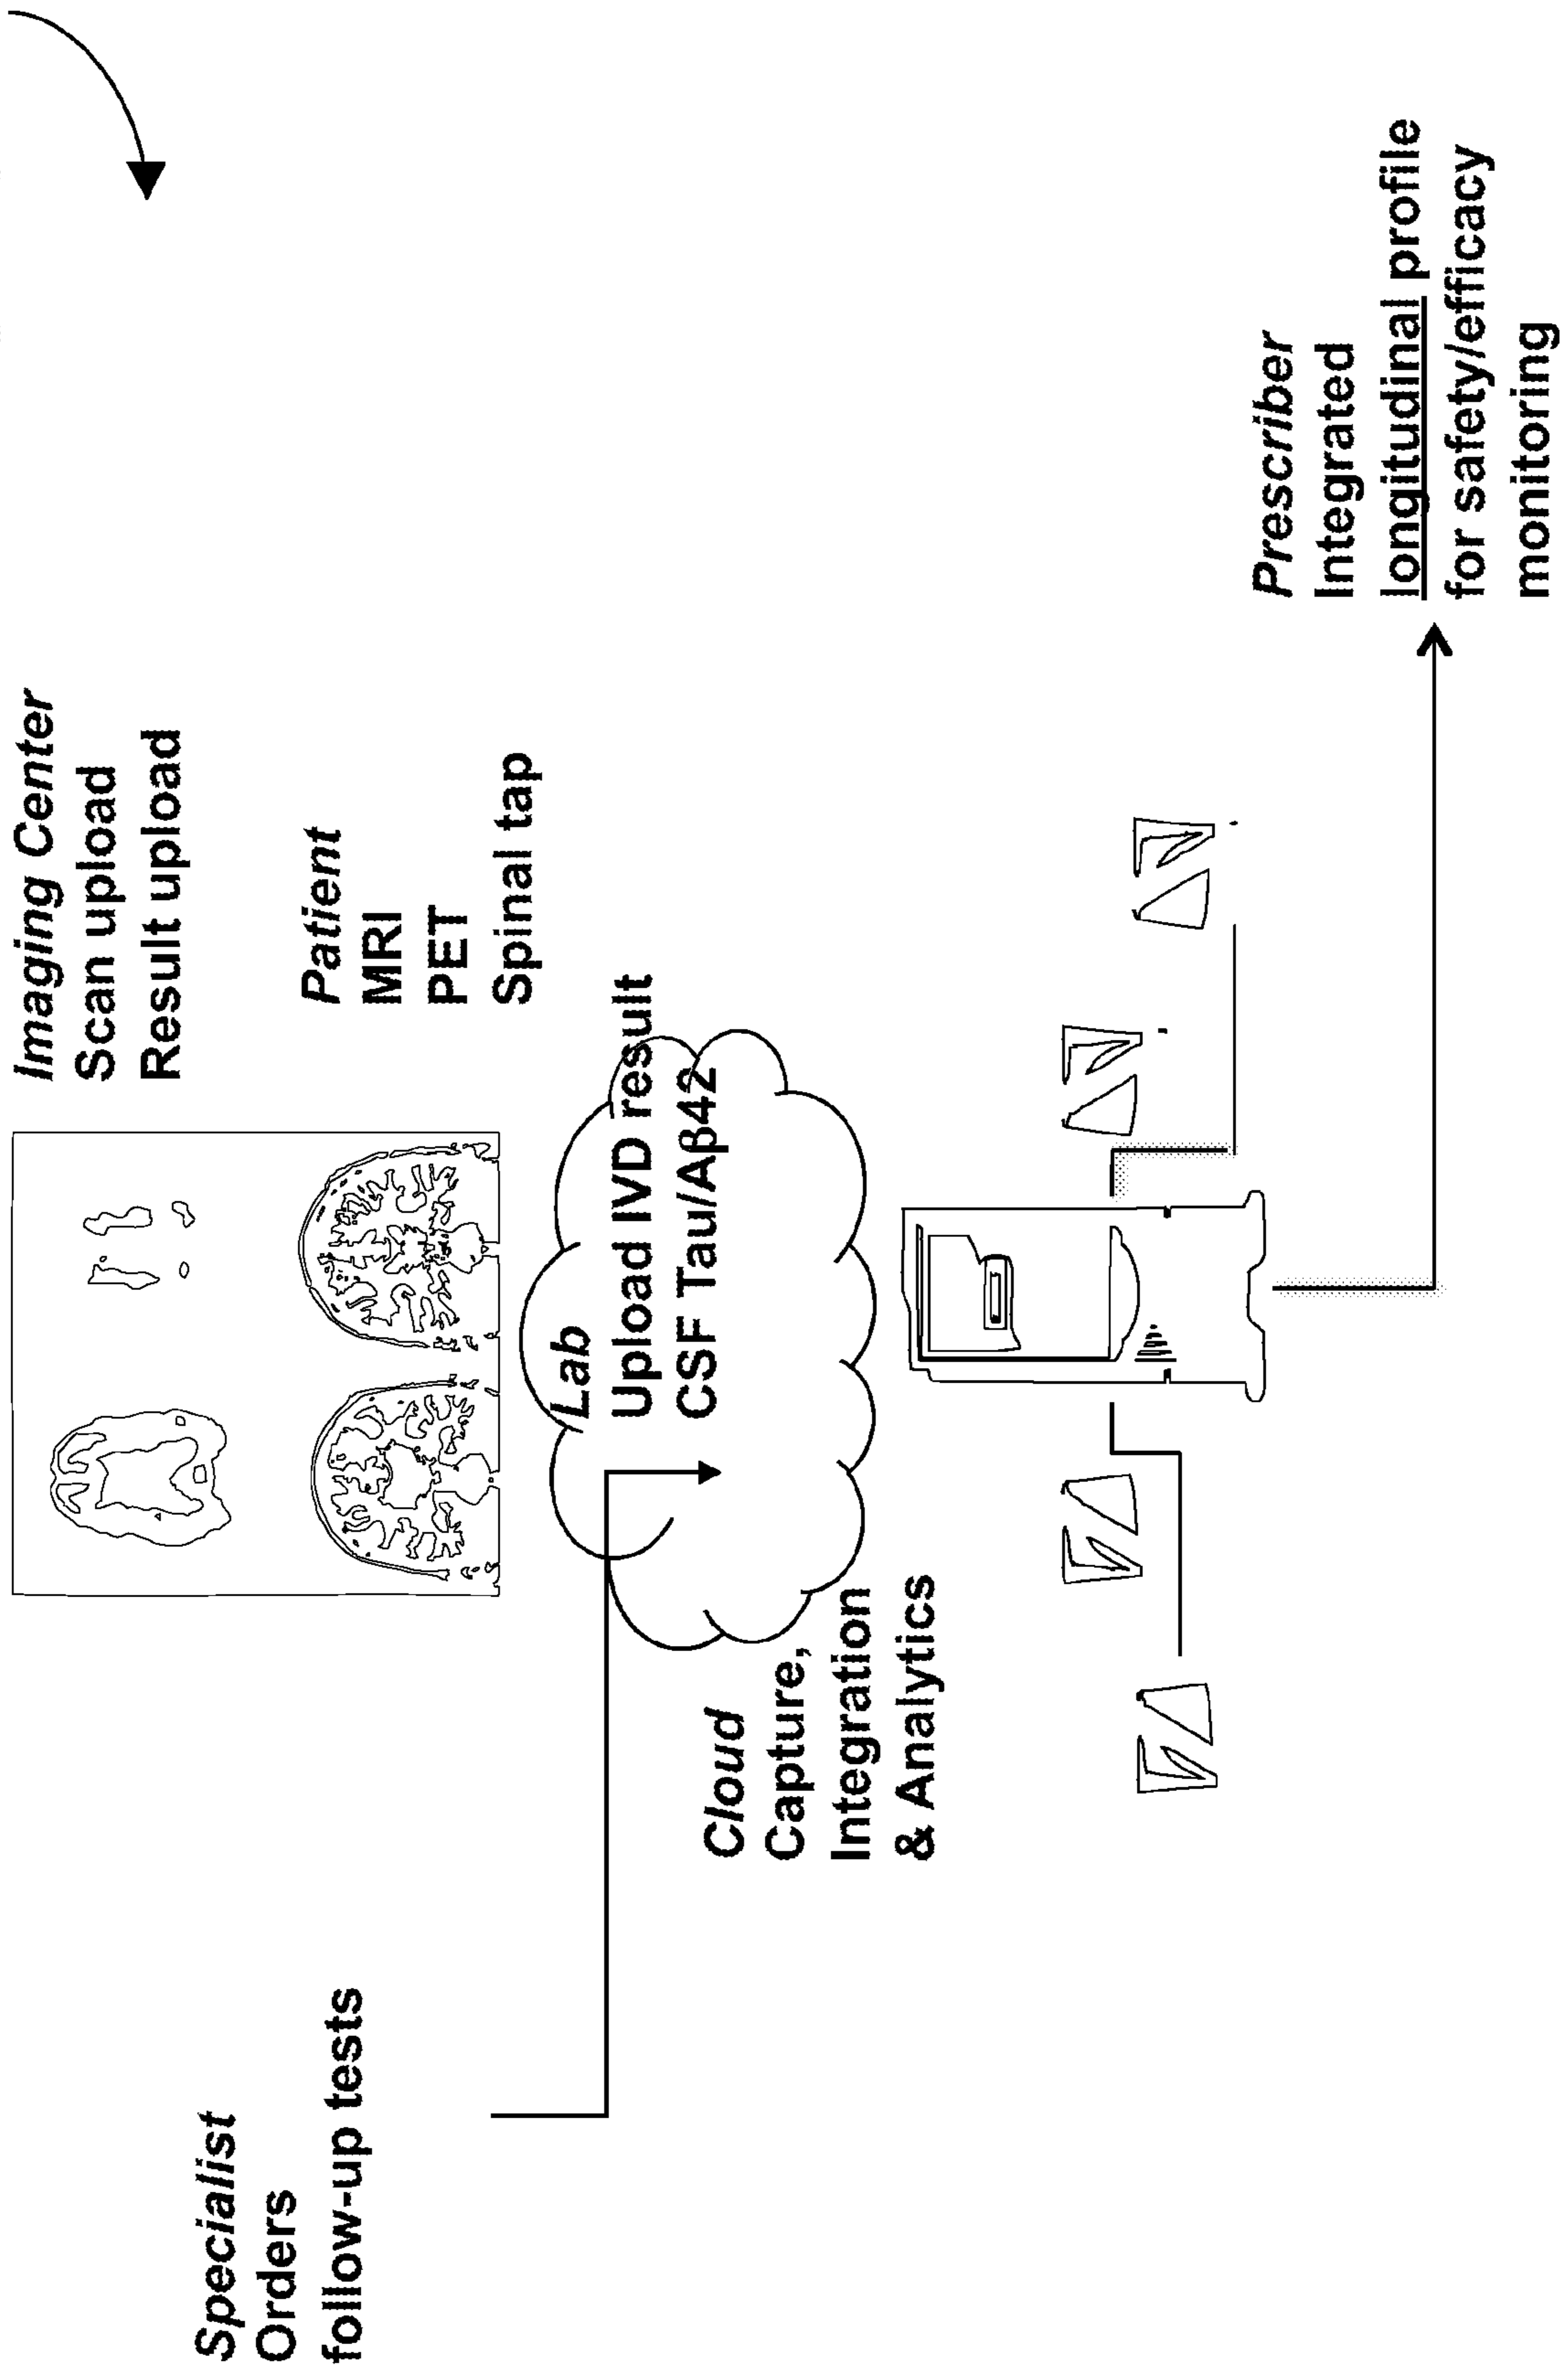 Specialist
Orders
follow-up tests
Imaging Center
Scan upload
Result upload
Patient
MRI
PET
Spinal tap
Lab
Upload IVD result
CSF Tau/Aβ42
Cloud
Capture,
Integration
& Analytics
Prescriber
Integrated
longitudinal profile
for safety/efficacy
monitoring